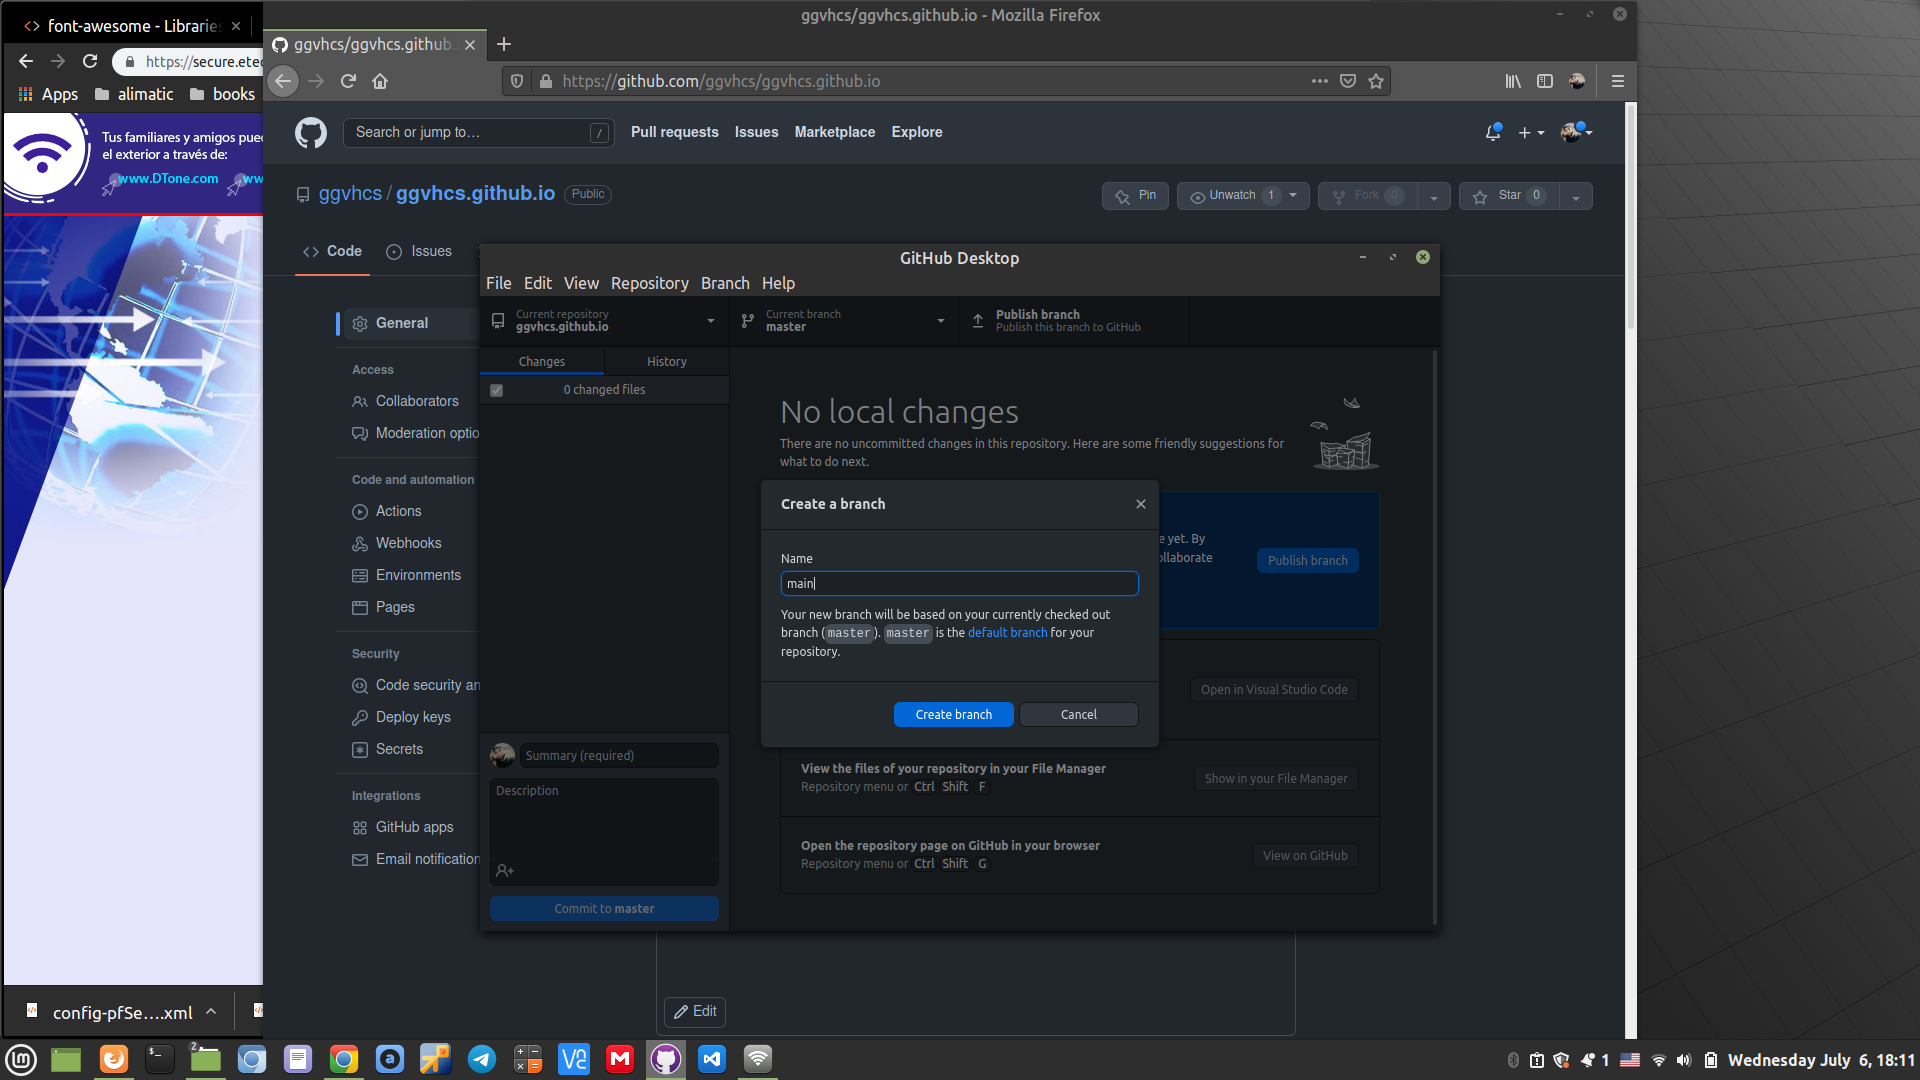 ggvhcs/ggvhcs.github.io - Mozilla Firefox
font-awesome - Libraries
ggvhcs/ggvhcs.github.
https://secure.etec
https://github.com/ggvhcs/ggvhcs.github.io
Apps alimatic books
Tus familiares y amigos pue
el exterior a través de:
www.DTone.com ww
Search or jump to… /
Pull requests Issues Marketplace Explore
ggvhcs / ggvhcs.github.io Public
Pin Unwatch 1 Fork 0 Star 0
Code Issues
General
Access
Collaborators
Moderation optio
Code and automation
Actions
Webhooks
Environments
Pages
Security
Code security an
Deploy keys
Secrets
Integrations
GitHub apps
Email notification
GitHub Desktop
File Edit View Repository Branch Help
Current repository
ggvhcs.github.io
Current branch
master
Publish branch
Publish this branch to GitHub
Changes History
0 changed files
No local changes
There are no uncommitted changes in this repository. Here are some friendly suggestions for
what to do next.
e yet. By
llaborate
Publish branch
Create a branch
Name
main
Your new branch will be based on your currently checked out
branch (master). master is the default branch for your
repository.
Create branch Cancel
Open in Visual Studio Code
View the files of your repository in your File Manager
Repository menu or Ctrl Shift F
Show in your File Manager
Open the repository page on GitHub in your browser
Repository menu or Ctrl Shift G
View on GitHub
Summary (required)
Description
Commit to master
Edit
config-pfSe....xml
2
1
Wednesday July 6, 18:11